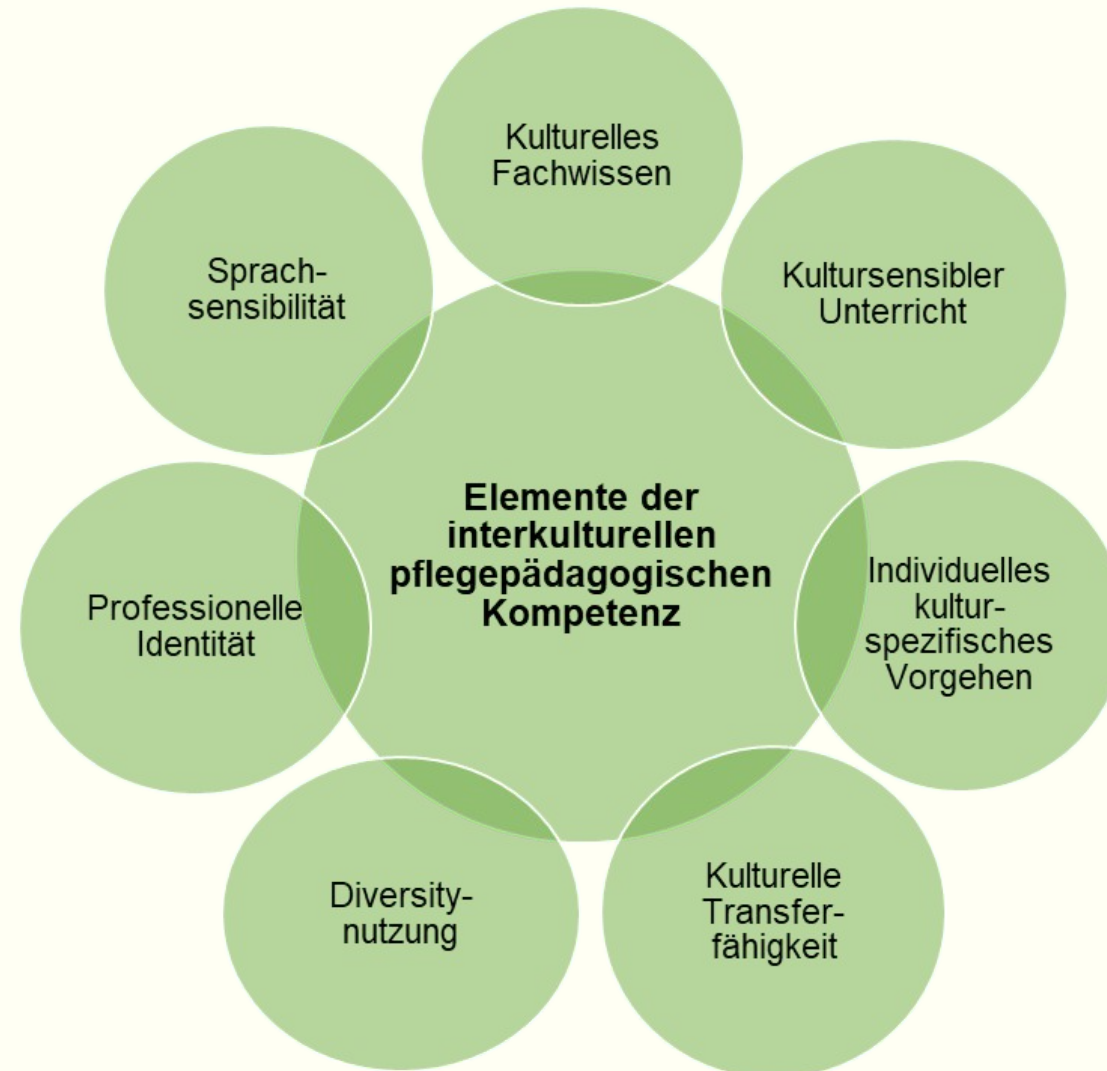 Kulturelles
Fachwissen
Kultursensibler
Unterricht
Individuelles
kultur-
spezifisches
Vorgehen
Kulturelle
Transfer-
fähigkeit
Diversity-
nutzung
Professionelle
Identität
Sprach-
sensibilität
Elemente der
interkulturellen
pflegepädagogischen
Kompetenz